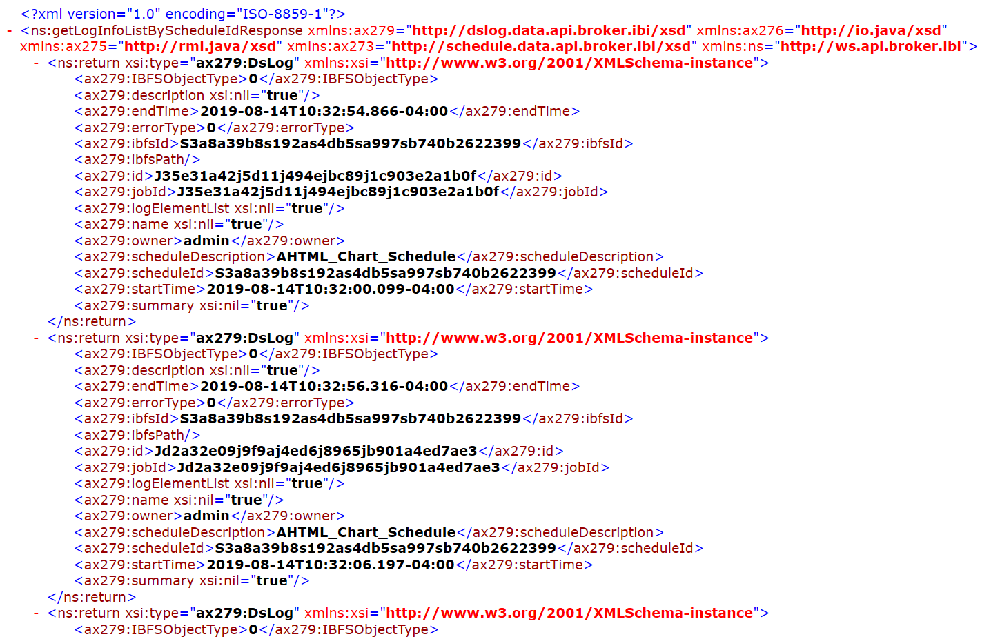 <?xml version="1.0" encoding="ISO-8859-1"?>
- <ns:getLogInfoListByScheduleIdResponse xmlns:ax279="http://dslog.data.api.broker.ibi/xsd" xmlns:ax276="http://io.java/xsd"
xmlns:ax275="http://rmi.java/xsd" xmlns:ax273="http://schedule.data.api.broker.ibi/xsd" xmlns:ns="http://ws.api.broker.ibi">
- <ns:return xsi:type="ax279:DsLog" xmlns:xsi="http://www.w3.org/2001/XMLSchema-instance">
<ax279:IBFSObjectType>0</ax279:IBFSObjectType>
<ax279:description xsi:nil="true"/>
<ax279:endTime>2019-08-14T10:32:54.866-04:00</ax279:endTime>
<ax279:errorType>0</ax279:errorType>
<ax279:ibfsId>S3a8a39b8s192as4db5sa997sb740b2622399</ax279:ibfsId>
<ax279:ibfsPath/>
<ax279:id>J35e31a42j5d11j494ejbc89j1c903e2a1b0f</ax279:id>
<ax279:jobId>J35e31a42j5d11j494ejbc89j1c903e2a1b0f</ax279:jobId>
<ax279:logElementList xsi:nil="true"/>
<ax279:name xsi:nil="true"/>
<ax279:owner>admin</ax279:owner>
<ax279:scheduleDescription>AHTML_Chart_Schedule</ax279:scheduleDescription>
<ax279:scheduleId>S3a8a39b8s192as4db5sa997sb740b2622399</ax279:scheduleId>
<ax279:startTime>2019-08-14T10:32:00.099-04:00</ax279:startTime>
<ax279:summary xsi:nil="true"/>
</ns:return>
- <ns:return xsi:type="ax279:DsLog" xmlns:xsi="http://www.w3.org/2001/XMLSchema-instance">
<ax279:IBFSObjectType>0</ax279:IBFSObjectType>
<ax279:description xsi:nil="true"/>
<ax279:endTime>2019-08-14T10:32:56.316-04:00</ax279:endTime>
<ax279:errorType>0</ax279:errorType>
<ax279:ibfsId>S3a8a39b8s192as4db5sa997sb740b2622399</ax279:ibfsId>
<ax279:ibfsPath/>
<ax279:id>Jd2a32e09j9f9aj4ed6j8965jb901a4ed7ae3</ax279:id>
<ax279:jobId>Jd2a32e09j9f9aj4ed6j8965jb901a4ed7ae3</ax279:jobId>
<ax279:logElementList xsi:nil="true"/>
<ax279:name xsi:nil="true"/>
<ax279:owner>admin</ax279:owner>
<ax279:scheduleDescription>AHTML_Chart_Schedule</ax279:scheduleDescription>
<ax279:scheduleId>S3a8a39b8s192as4db5sa997sb740b2622399</ax279:scheduleId>
<ax279:startTime>2019-08-14T10:32:06.197-04:00</ax279:startTime>
<ax279:summary xsi:nil="true"/>
</ns:return>
- <ns:return xsi:type="ax279:DsLog" xmlns:xsi="http://www.w3.org/2001/XMLSchema-instance">
<ax279:IBFSObjectType>0</ax279:IBFSObjectType>